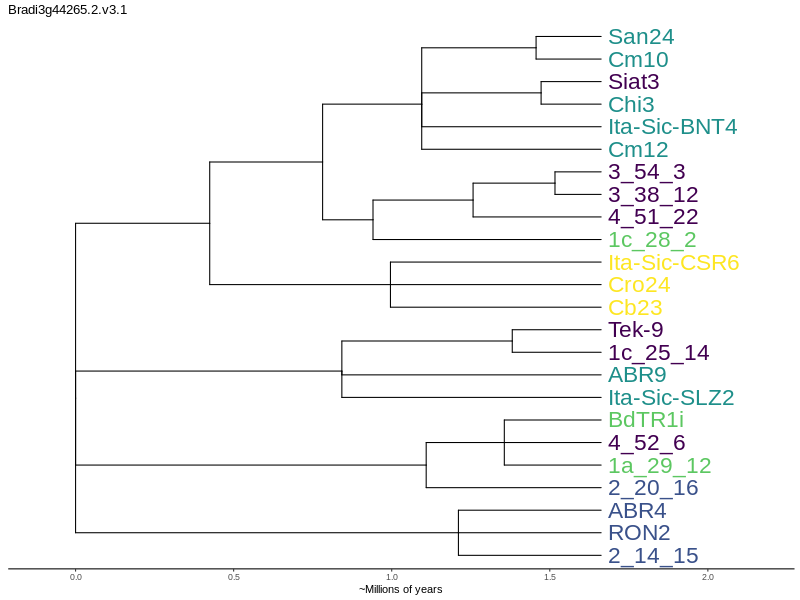 Bradi3g44265.2.v3.1
San24
Cm10
Siat3
Chi3
Ita-Sic-BNT4
Cm12
3_54_3
3_38_12
4_51_22
1c_28_2
Ita-Sic-CSR6
Cro24
Cb23
Tek-9
1c_25_14
ABR9
Ita-Sic-SLZ2
BdTR1i
4_52_6
1a_29_12
2_20_16
ABR4
RON2
2_14_15
0.0 0.5 1.0 1.5 2.0
~Millions of years